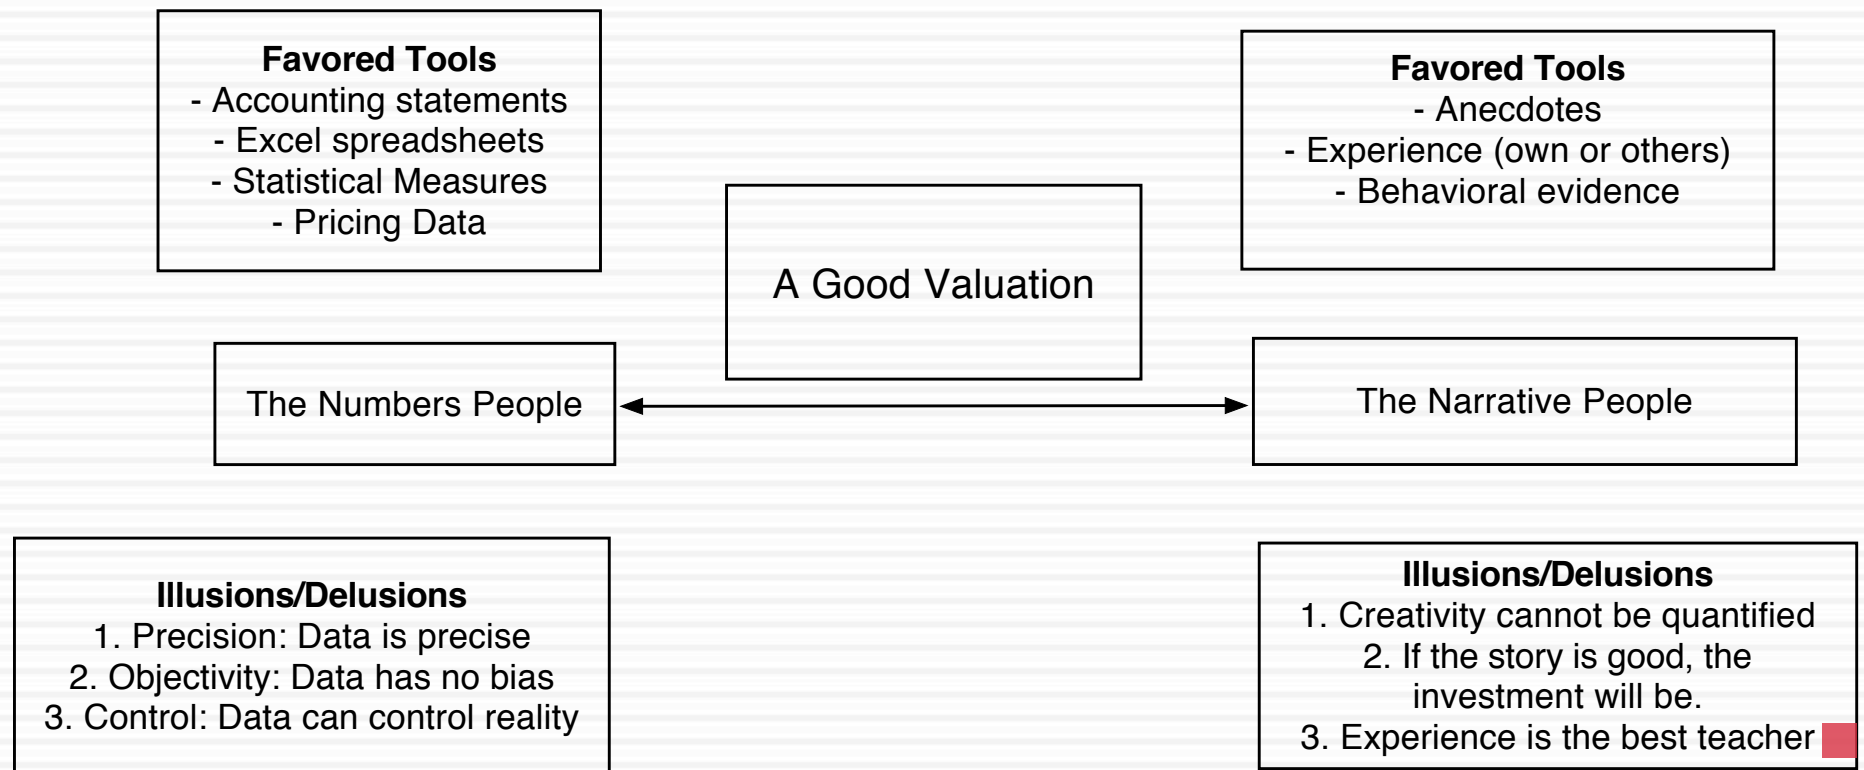 Favored Tools
- Accounting statements
- Excel spreadsheets
- Statistical Measures
- Pricing Data
Favored Tools
- Anecdotes
- Experience (own or others)
- Behavioral evidence
A Good Valuation
The Numbers People
The Narrative People
Illusions/Delusions
1. Precision: Data is precise
2. Objectivity: Data has no bias
3. Control: Data can control reality
Illusions/Delusions
1. Creativity cannot be quantified
2. If the story is good, the
investment will be.
3. Experience is the best teacher